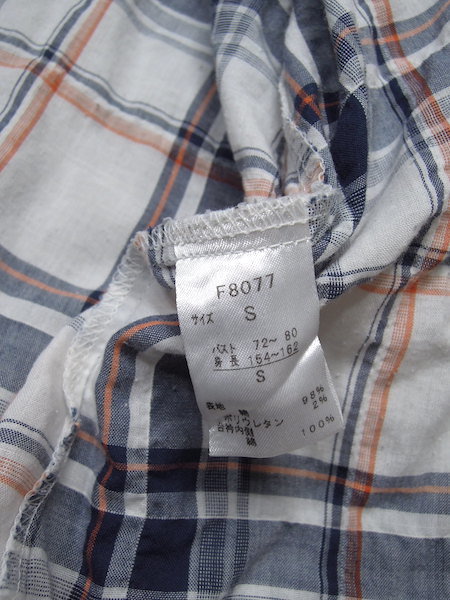 F8077
サイズ S
バスト 72~ 80
身長 154~162
S
表地 綿 98%
ポリウレタン 2%
台衿内側
綿 100%